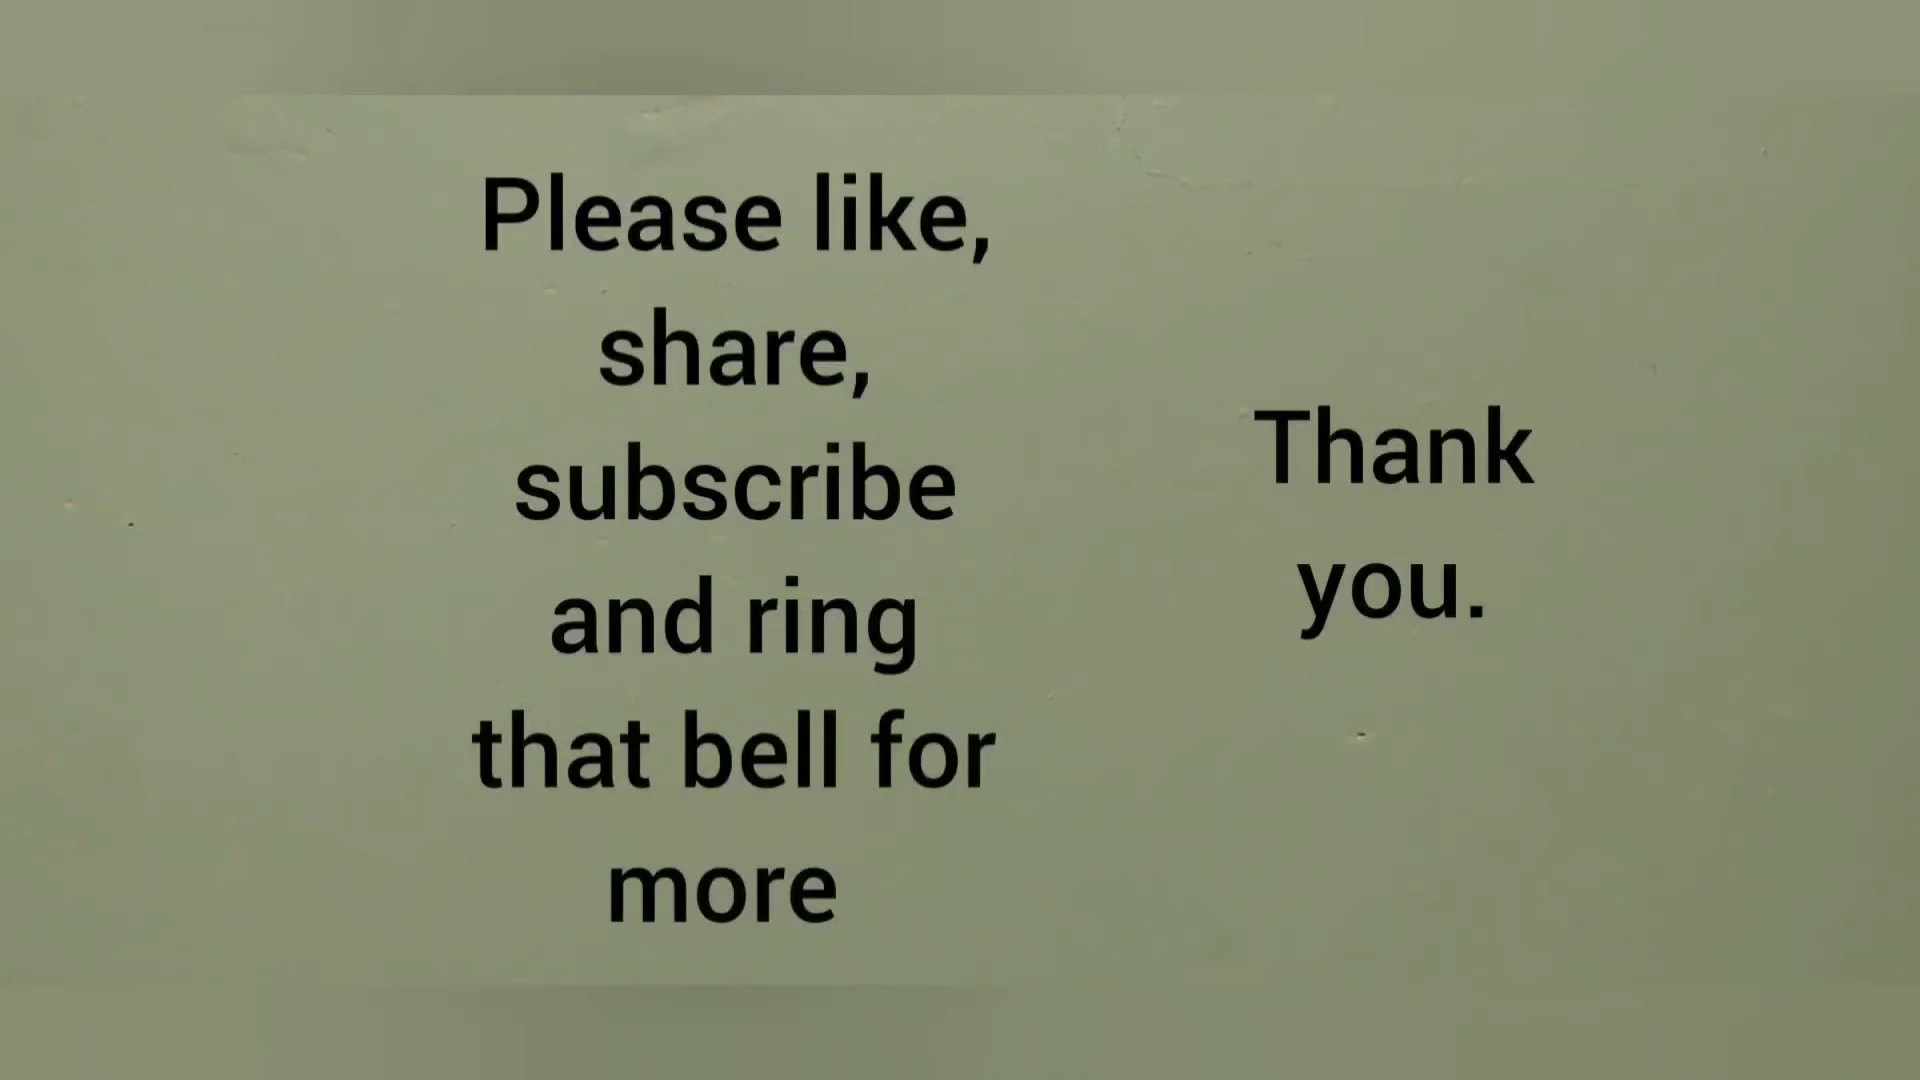 Please like,
share,
subscribe
and ring
that bell for
more
Thank
you.